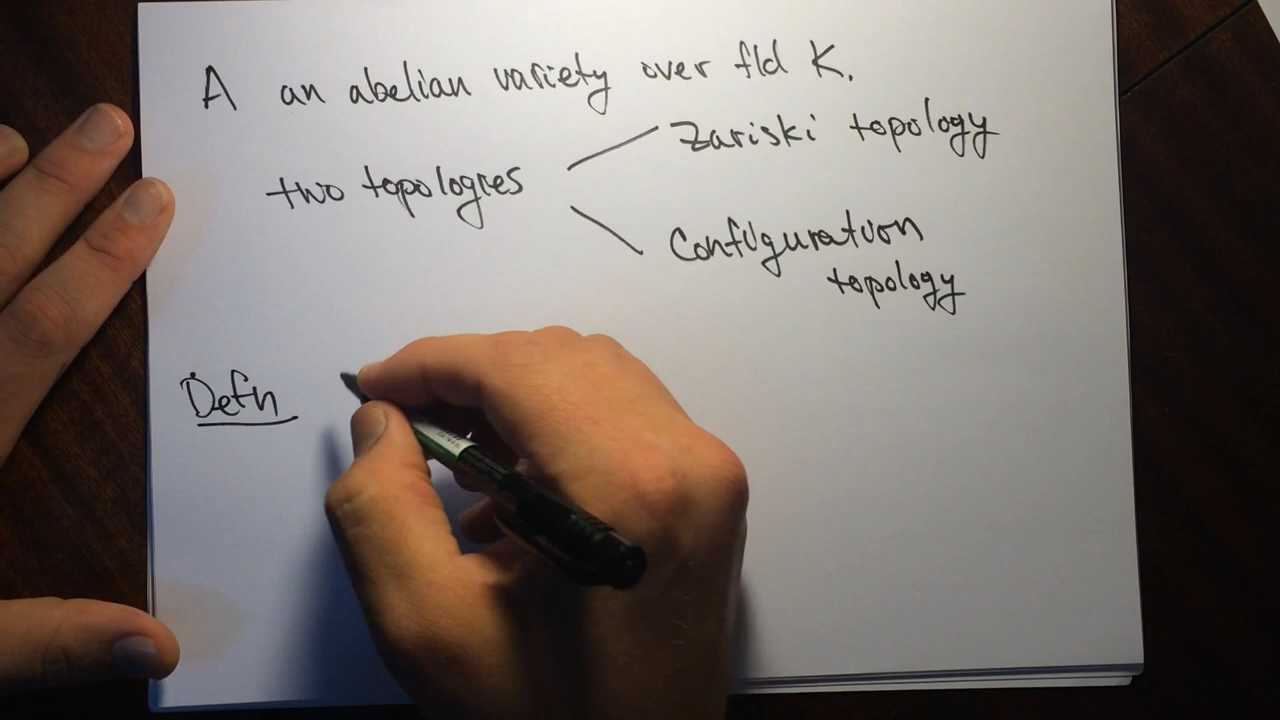 A an abelian variety over fld K.
two topologies
Zariski topology
Configuration
topology
Defn